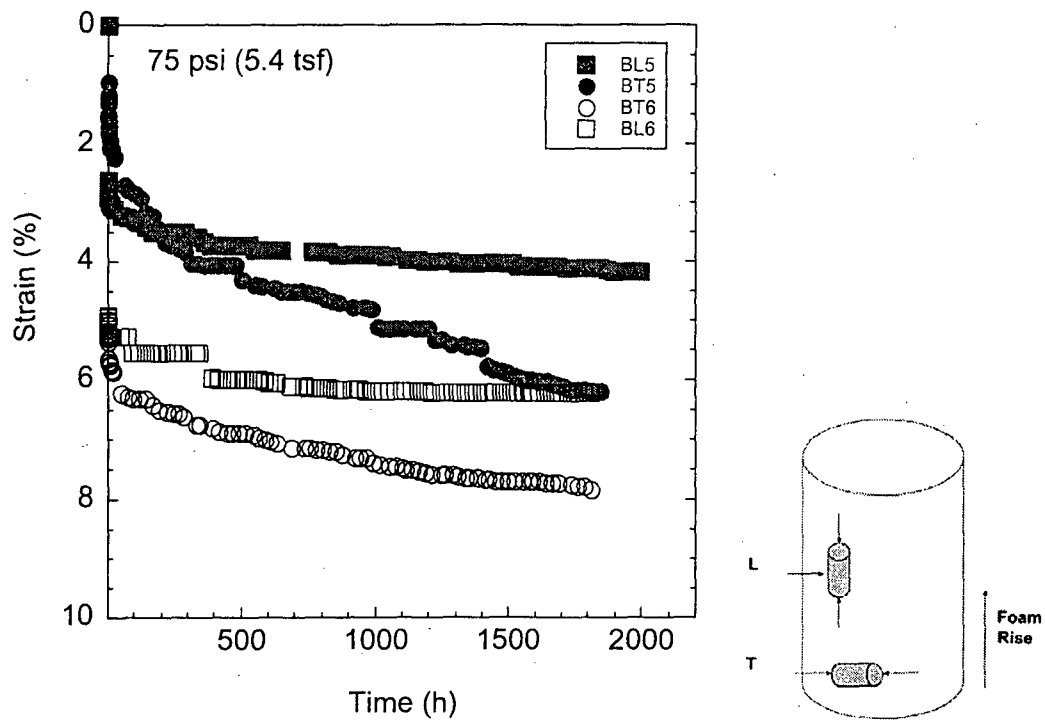 75 psi (5.4 tsf)
BL5
BT5
BT6
BL6
0
2
4
6
8
10
Strain (%)
500
1000
1500
2000
Time (h)
L
T
Foam
Rise